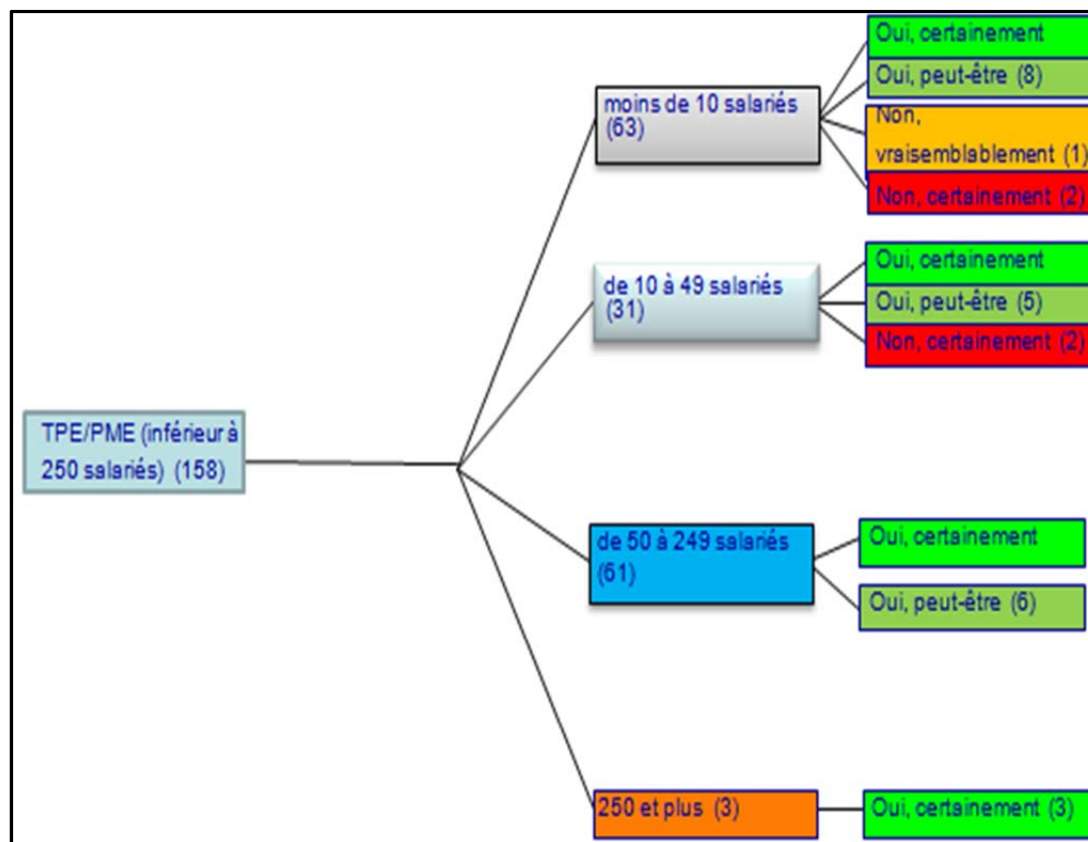 moins de 10 salariés
(63)
Oui, certainement
Oui, peut-être (8)
Non,
vraisemblablement (1)
Non, certainement (2)
de 10 à 49 salariés
(31)
Oui, certainement
Oui, peut-être (5)
Non, certainement (2)
TPE/PME (inférieur à
250 salariés) (158)
de 50 à 249 salariés
(61)
Oui, certainement
Oui, peut-être (6)
250 et plus (3)
Oui, certainement (3)